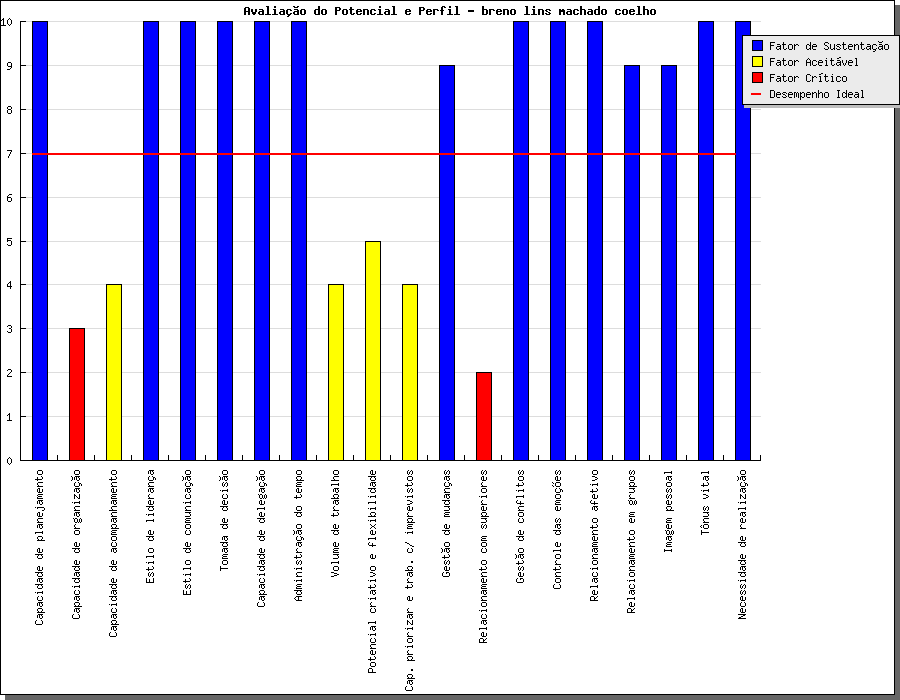 Avaliação do Potencial e Perfil - breno lins machado coelho
10
9
8
7
6
5
4
3
2
1
0
Fator de Sustentação
Fator Aceitável
Fator Crítico
Desempenho Ideal
Capacidade de planejamento
Capacidade de organização
Capacidade de acompanhamento
Estilo de liderança
Estilo de comunicação
Tomada de decisão
Capacidade de delegação
Administração do tempo
Volume de trabalho
Potencial criativo e flexibilidade
Cap. priorizar e trab. c/ imprevistos
Gestão de mudanças
Relacionamento com superiores
Gestão de conflitos
Controle das emoções
Relacionamento afetivo
Relacionamento em grupos
Imagem pessoal
Tônus vital
Necessidade de realização